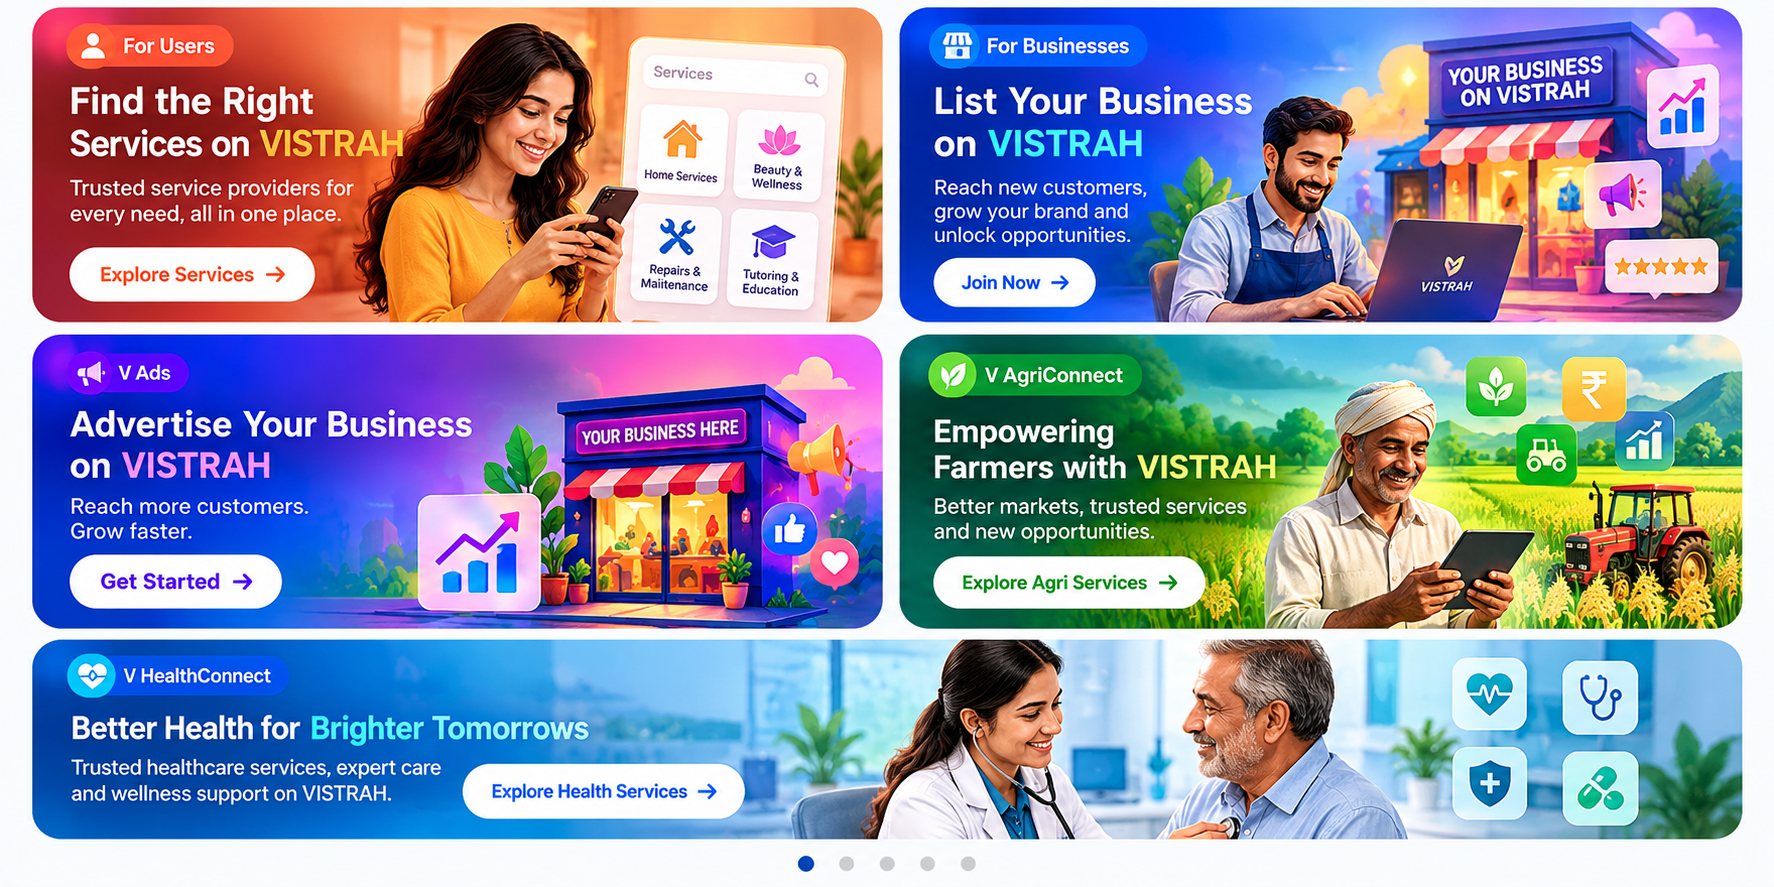 For Users
Find the Right
Services on VISTRAH
Trusted service providers for
every need, all in one place.
Explore Services
Services
Home Services
Beauty &
Wellness
Repairs &
Maiitenance
Tutoring &
Education
For Businesses
List Your Business
on VISTRAH
Reach new customers,
grow your brand and
unlock opportunities.
Join Now
YOUR BUSINESS
ON VISTRAH
VISTRAH
V Ads
Advertise Your Business
on VISTRAH
Reach more customers.
Grow faster.
Get Started
YOUR BUSINESS HERE
V AgriConnect
Empowering
Farmers with VISTRAH
Better markets, trusted services
and new opportunities.
Explore Agri Services
₹
V HealthConnect
Better Health for Brighter Tomorrows
Trusted healthcare services, expert care
and wellness support on VISTRAH.
Explore Health Services